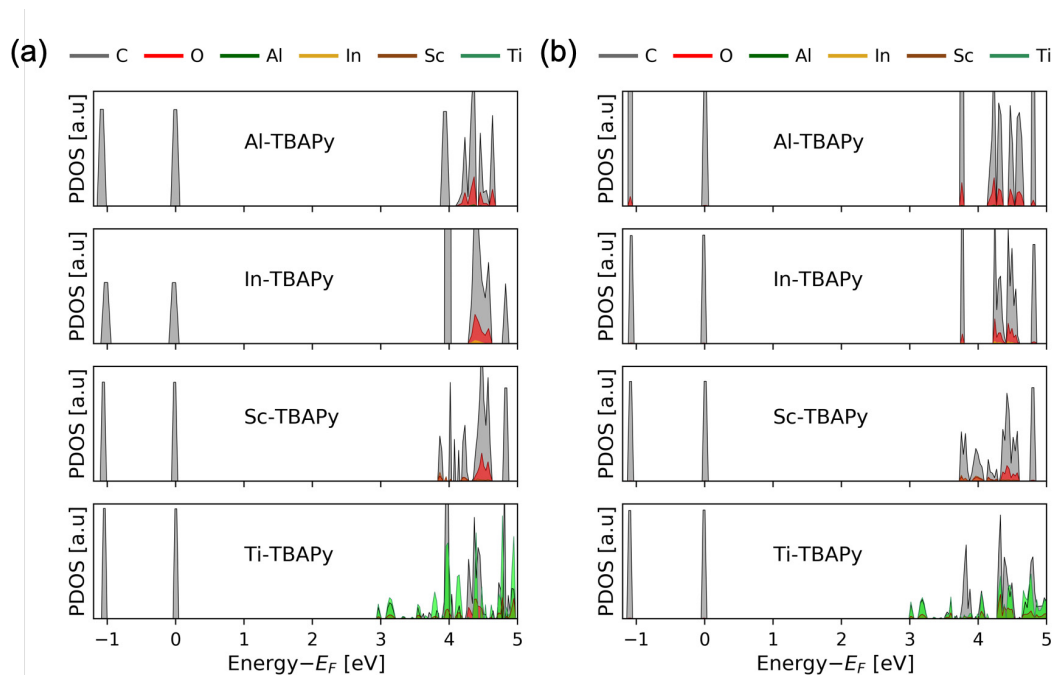 (a)
C O Al In Sc Ti
PDOS [a.u]
Al-TBAPy
PDOS [a.u]
In-TBAPy
PDOS [a.u]
Sc-TBAPy
PDOS [a.u]
Ti-TBAPy
−1 0 1 2 3 4 5
Energy−E_F [eV]
(b)
C O Al In Sc Ti
PDOS [a.u]
Al-TBAPy
PDOS [a.u]
In-TBAPy
PDOS [a.u]
Sc-TBAPy
PDOS [a.u]
Ti-TBAPy
−1 0 1 2 3 4 5
Energy−E_F [eV]